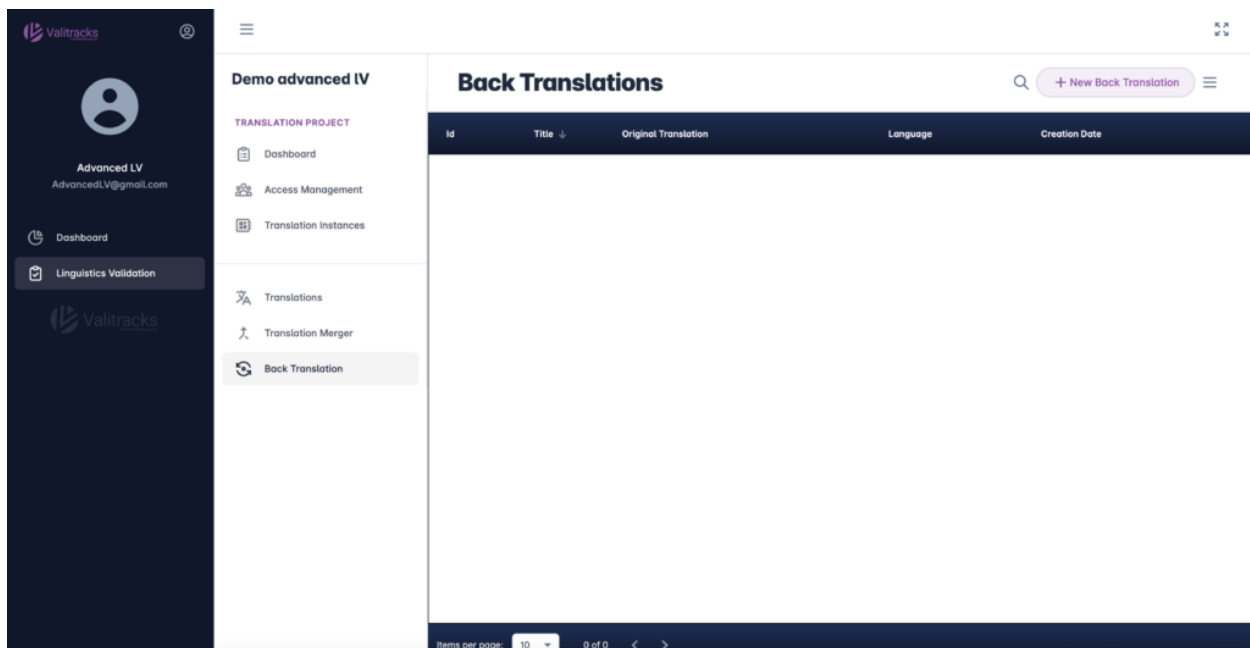 Valitracks
Advanced LV
AdvancedLV@gmail.com
Dashboard
Linguistics Validation
Valitracks
Demo advanced lV
TRANSLATION PROJECT
Dashboard
Access Management
Translation Instances
Translations
Translation Merger
Back Translation
Back Translations
+ New Back Translation
Id Title ↓ Original Translation Language Creation Date
Items per page: 10 0 of 0 < >